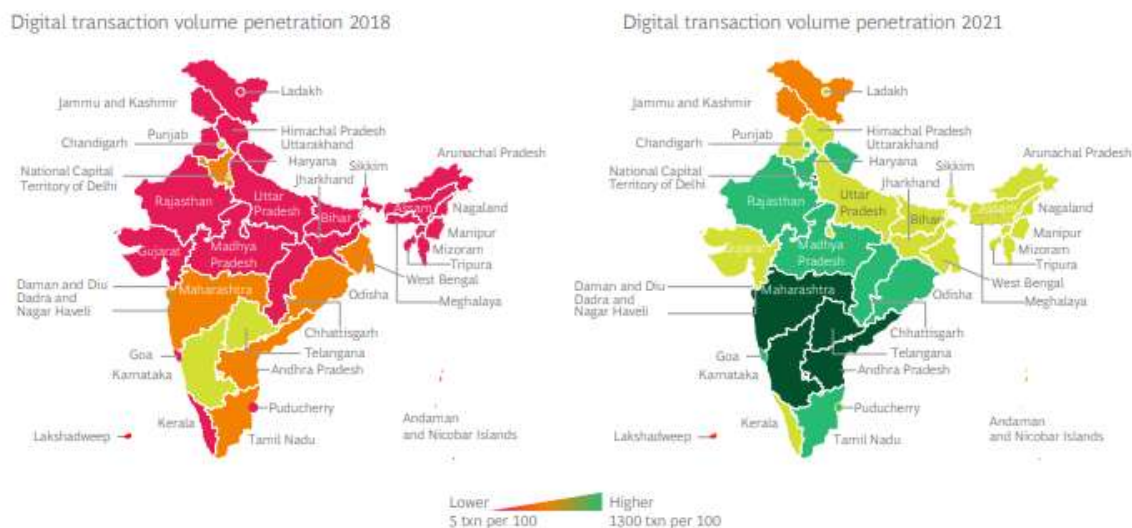 Digital transaction volume penetration 2018
Ladakh
Jammu and Kashmir
Punjab
Himachal Pradesh
Chandigarh
Uttarakhand
Haryana
National Capital
Territory of Delhi
Sikkim
Arunachal Pradesh
Jharkhand
Rajasthan
Uttar
Pradesh
Bihar
Assam
Nagaland
Manipur
Mizoram
Tripura
Gujarat
Madhya
Pradesh
West Bengal
Meghalaya
Daman and Diu
Dadra and
Nagar Haveli
Maharashtra
Odisha
Chhattisgarh
Telangana
Goa
Karnataka
Andhra Pradesh
Puducherry
Kerala
Tamil Nadu
Lakshadweep
Andaman
and Nicobar Islands
Digital transaction volume penetration 2021
Ladakh
Jammu and Kashmir
Punjab
Himachal Pradesh
Chandigarh
Uttarakhand
Haryana
National Capital
Territory of Delhi
Sikkim
Arunachal Pradesh
Jharkhand
Rajasthan
Uttar
Pradesh
Bihar
Assam
Nagaland
Manipur
Mizoram
Tripura
Gujarat
Madhya
Pradesh
West Bengal
Meghalaya
Daman and Diu
Dadra and
Nagar Haveli
Maharashtra
Odisha
Chhattisgarh
Telangana
Goa
Karnataka
Andhra Pradesh
Puducherry
Kerala
Tamil Nadu
Lakshadweep
Andaman
and Nicobar Islands
Lower
5 txn per 100
Higher
1300 txn per 100